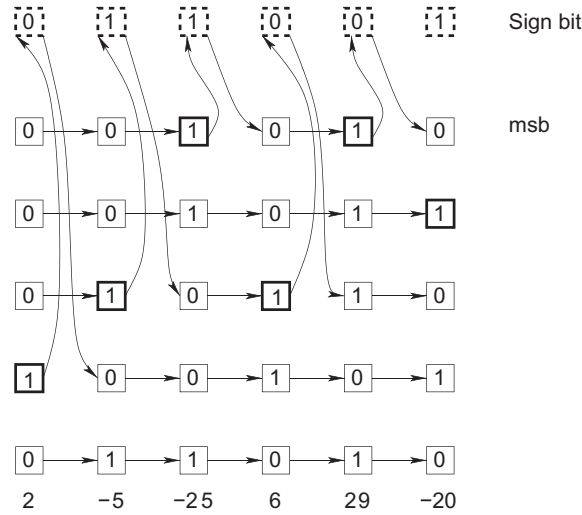 0 1 1 0 0 1 Sign bit
0 0 1 0 1 0 msb
0 0 1 0 1 1
0 1 0 1 1 0
1 0 0 1 0 1
0 1 1 0 1 0
2 −5 −25 6 29 −20